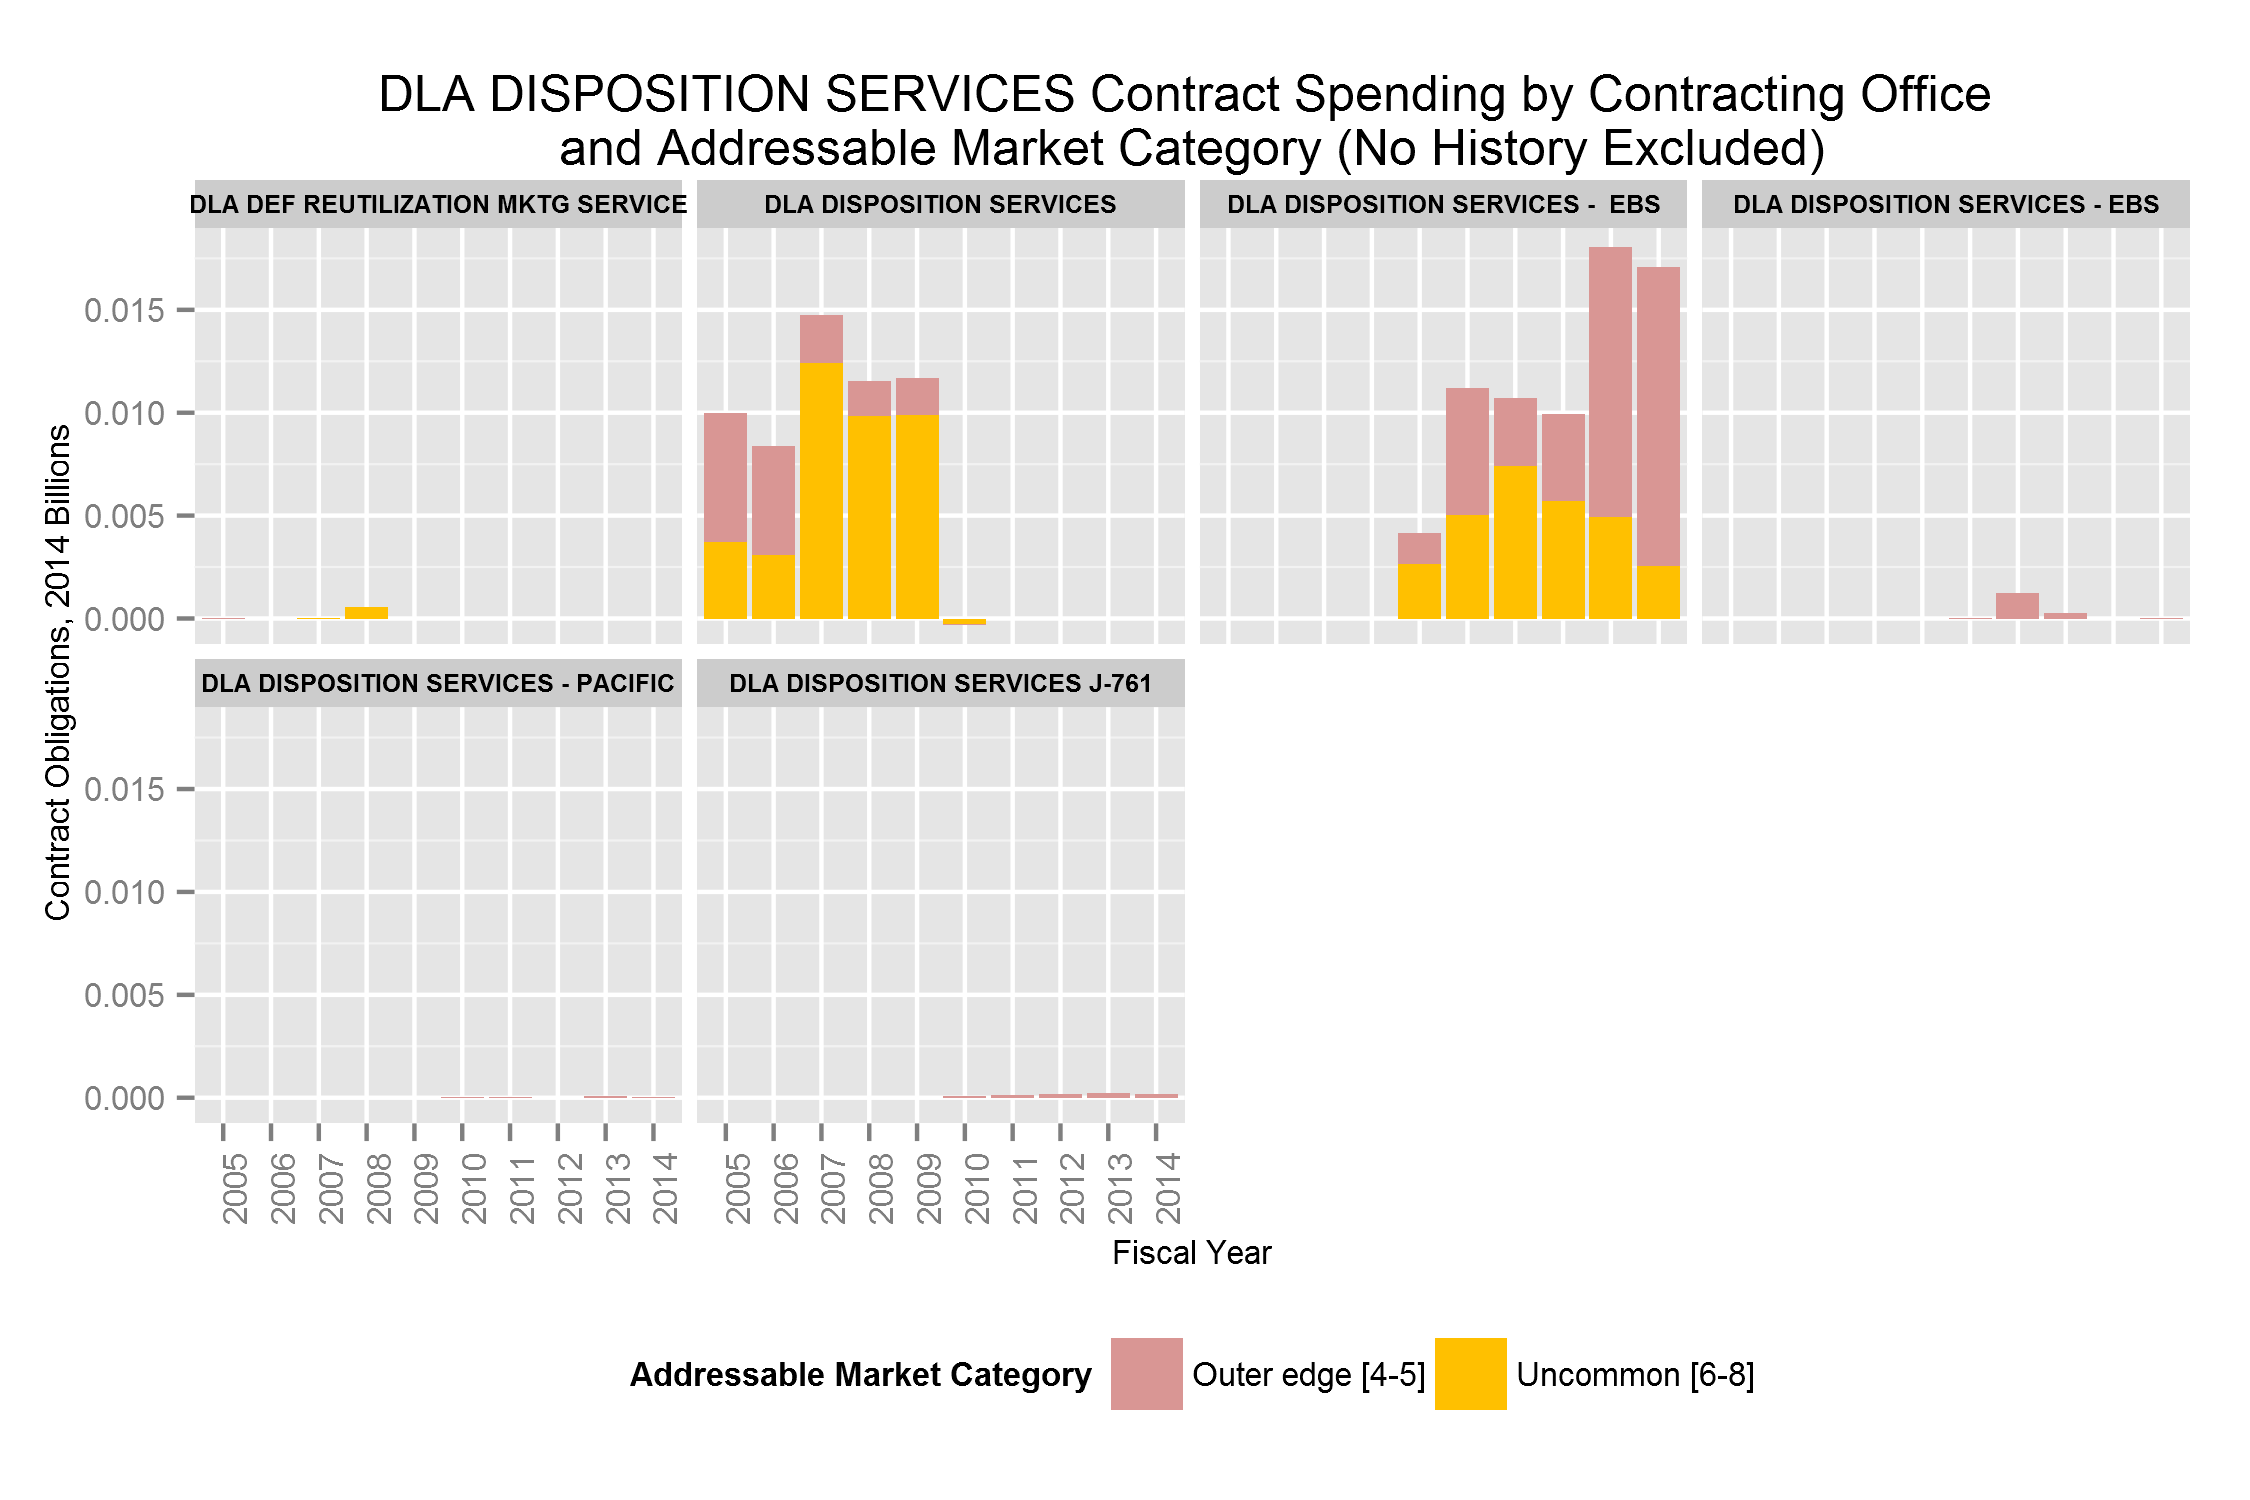 DLA DISPOSITION SERVICES Contract Spending by Contracting Office
and Addressable Market Category (No History Excluded)
DLA DEF REUTILIZATION MKTG SERVICE
DLA DISPOSITION SERVICES
DLA DISPOSITION SERVICES -  EBS
DLA DISPOSITION SERVICES - EBS
0.015
0.010
0.005
0.000
DLA DISPOSITION SERVICES - PACIFIC
DLA DISPOSITION SERVICES J-761
0.015
0.010
0.005
0.000
Contract Obligations, 2014 Billions
2005
2006
2007
2008
2009
2010
2011
2012
2013
2014
2005
2006
2007
2008
2009
2010
2011
2012
2013
2014
Fiscal Year
Addressable Market Category
Outer edge [4-5]
Uncommon [6-8]